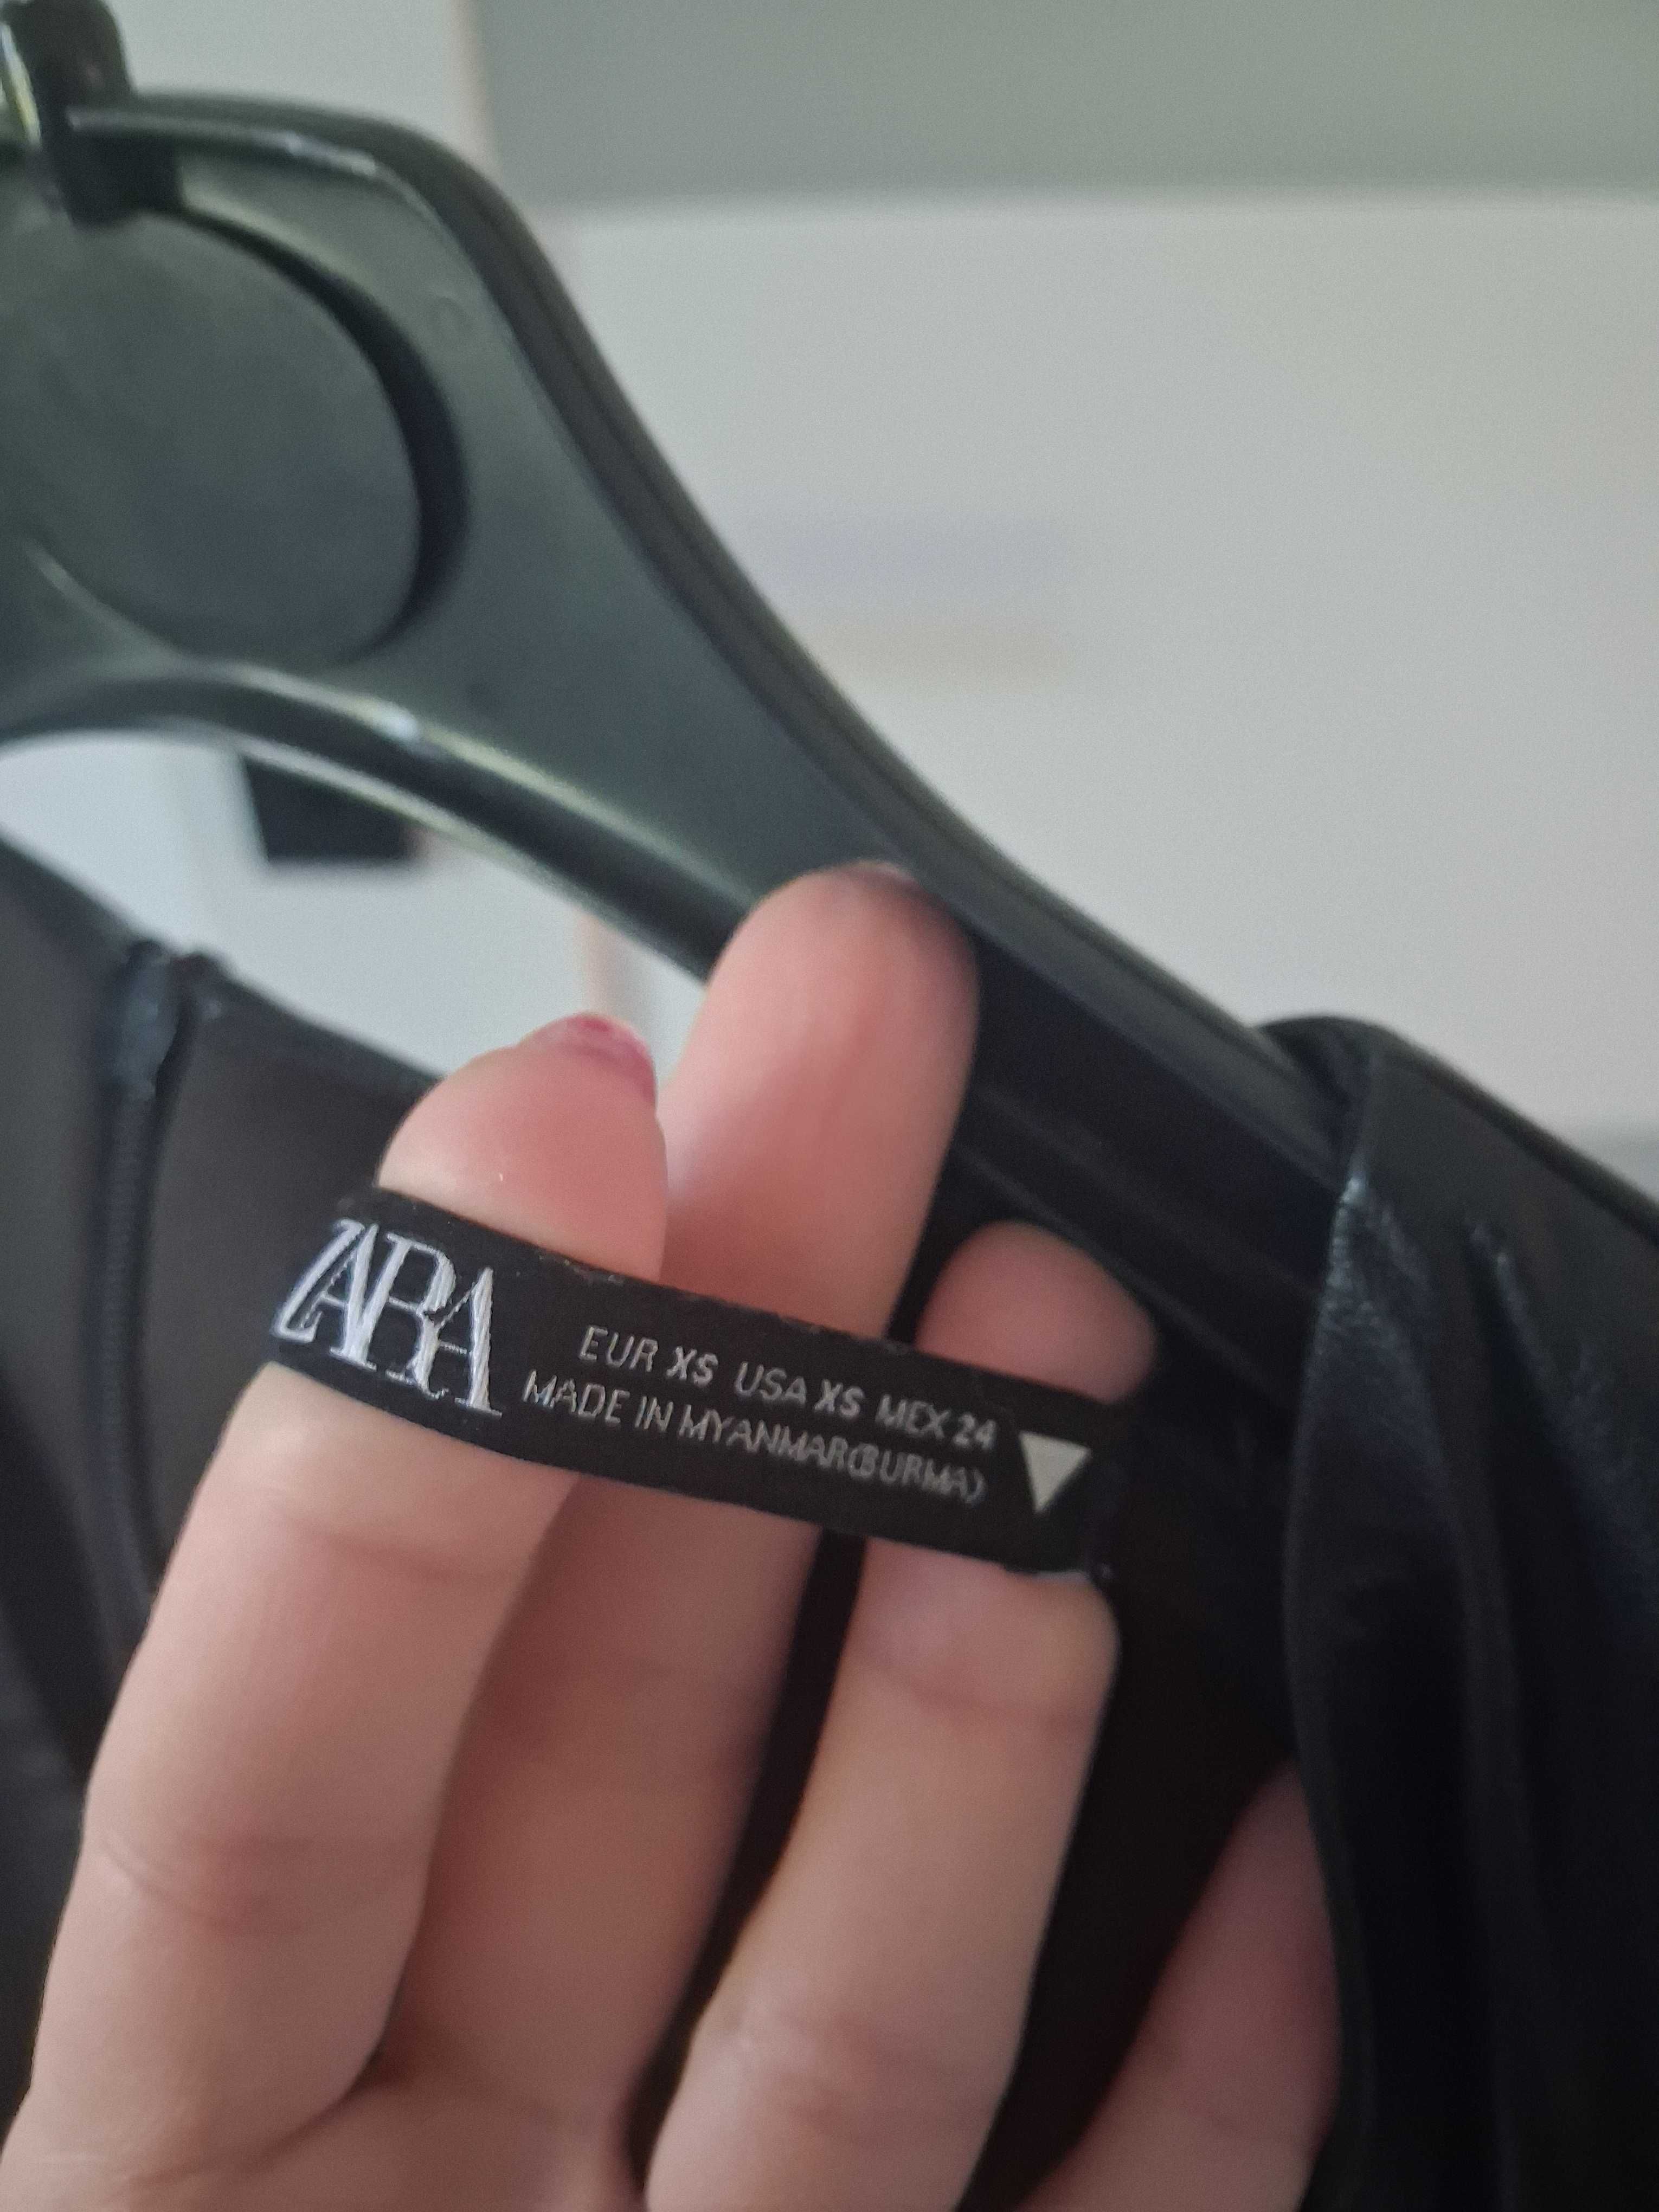 ZARA
EUR XS USA XS MEX 24
MADE IN MYANMAR(BURMA)